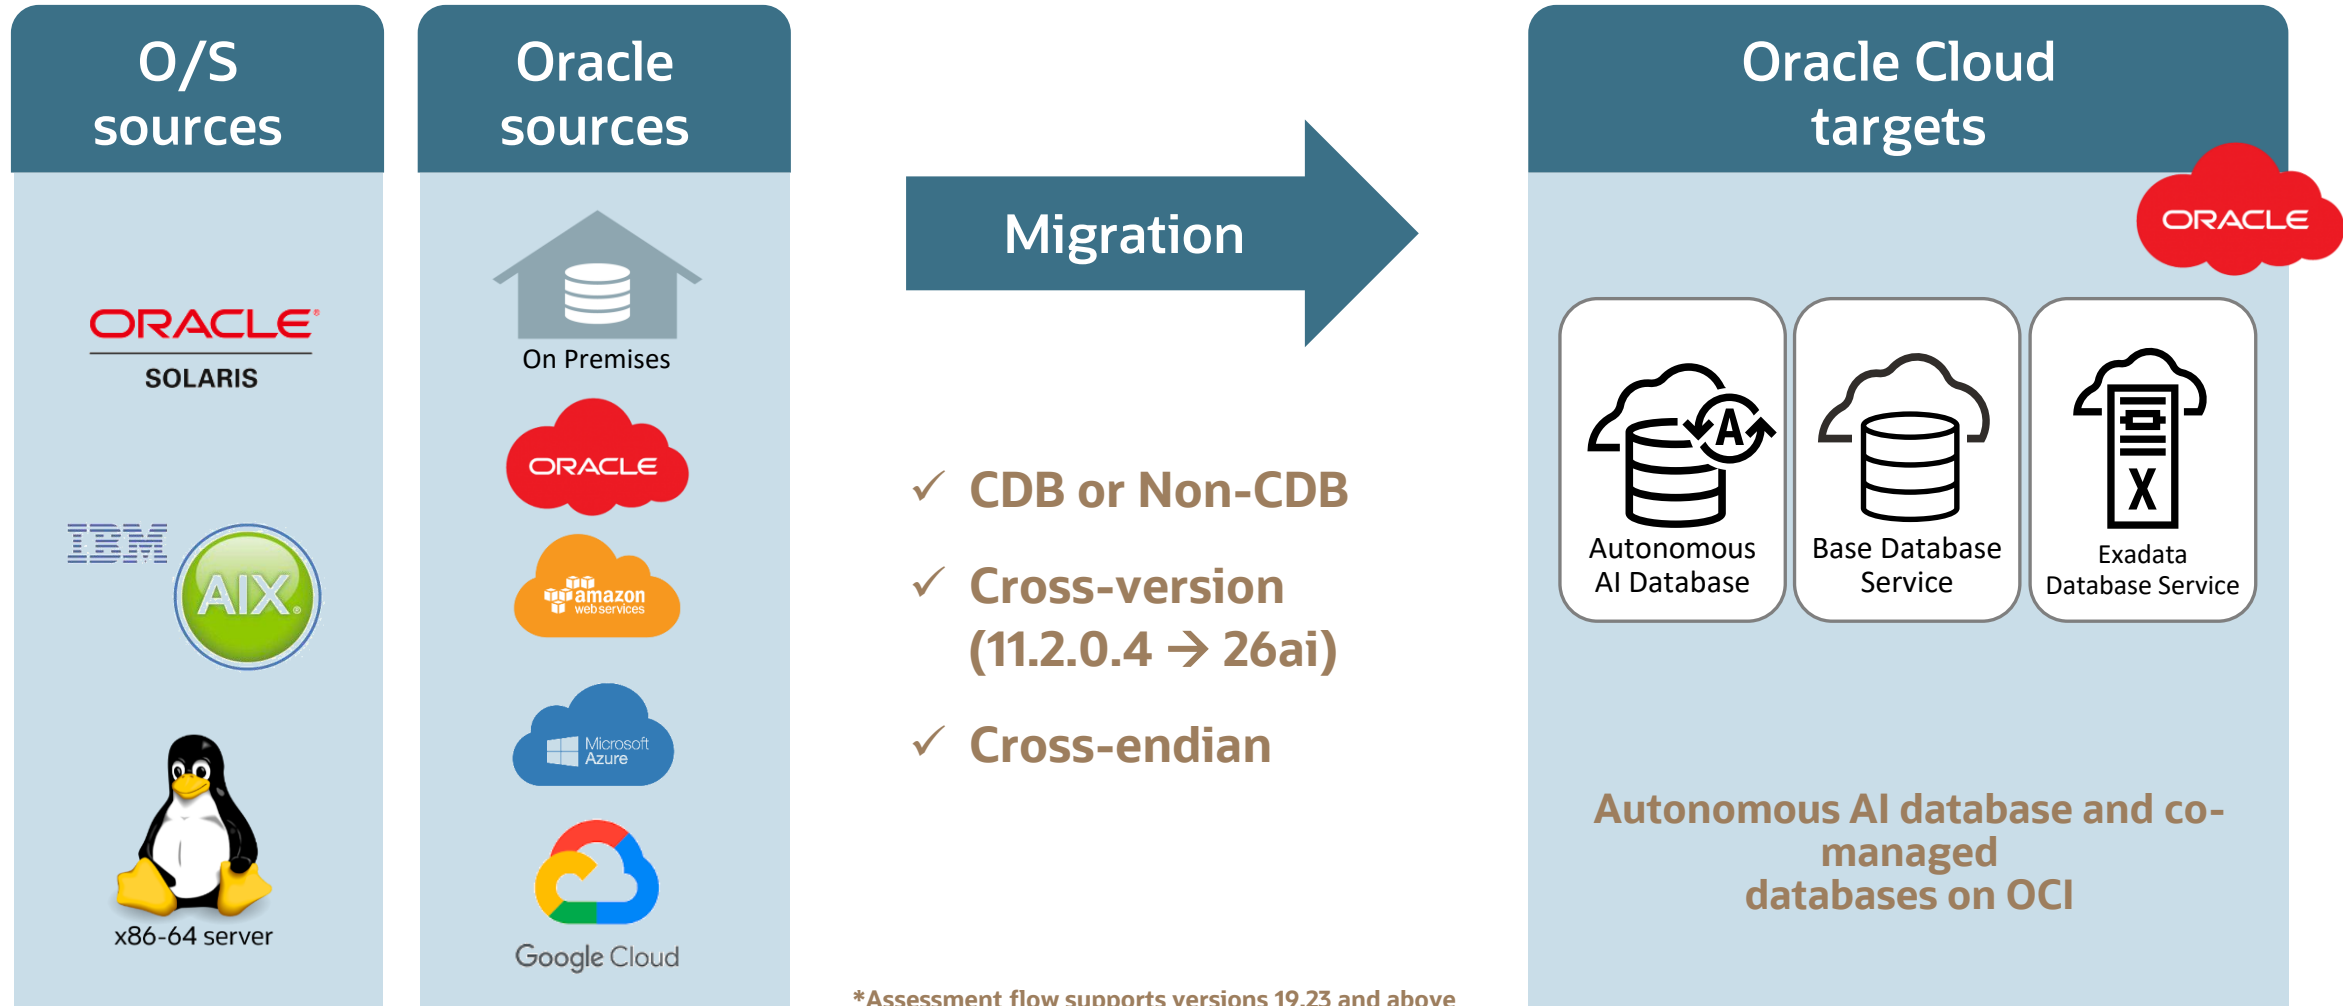 O/S
sources
ORACLE®
SOLARIS
IBM
AIX®
x86-64 server
Oracle
sources
On Premises
ORACLE
amazon
webservices
Microsoft
Azure
Google Cloud
Migration
✓ CDB or Non-CDB
✓ Cross-version
(11.2.0.4 → 26ai)
✓ Cross-endian
*Assessment flow supports versions 19.23 and above
Oracle Cloud
targets
ORACLE
A
Autonomous
AI Database
Base Database
Service
X
Exadata
Database Service
Autonomous AI database and co-
managed
databases on OCI